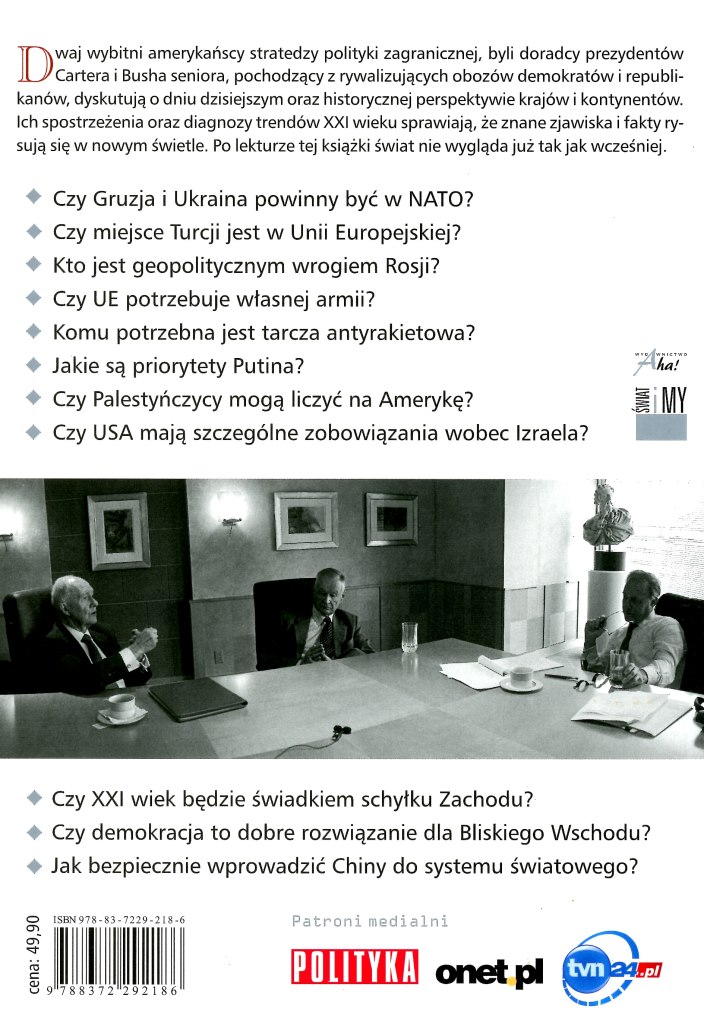 Dwaj wybitni amerykańscy stratedzy polityki zagranicznej, byli doradcy prezydentów
Cartera i Busha seniora, pochodzący z rywalizujących obozów demokratów i republi-
kanów, dyskutują o dniu dzisiejszym oraz historycznej perspektywie krajów i kontynentów.
Ich spostrzeżenia oraz diagnozy trendów XXI wieku sprawiają, że znane zjawiska i fakty ry-
sują się w nowym świetle. Po lekturze tej książki świat nie wygląda już tak jak wcześniej.
Czy Gruzja i Ukraina powinny być w NATO?
Czy miejsce Turcji jest w Unii Europejskiej?
Kto jest geopolitycznym wrogiem Rosji?
Czy UE potrzebuje własnej armii?
Komu potrzebna jest tarcza antyrakietowa?
Jakie są priorytety Putina?
Czy Palestyńczycy mogą liczyć na Amerykę?
Czy USA mają szczególne zobowiązania wobec Izraela?
WYDAWNICTWO
Aha!
ŚWIAT i MY
Czy XXI wiek będzie świadkiem schyłku Zachodu?
Czy demokracja to dobre rozwiązanie dla Bliskiego Wschodu?
Jak bezpiecznie wprowadzić Chiny do systemu światowego?
cena: 49,90
ISBN 978-83-7229-218-6
9 788372 292186
Patroni medialni
POLITYKA
onet.pl
tvn24.pl